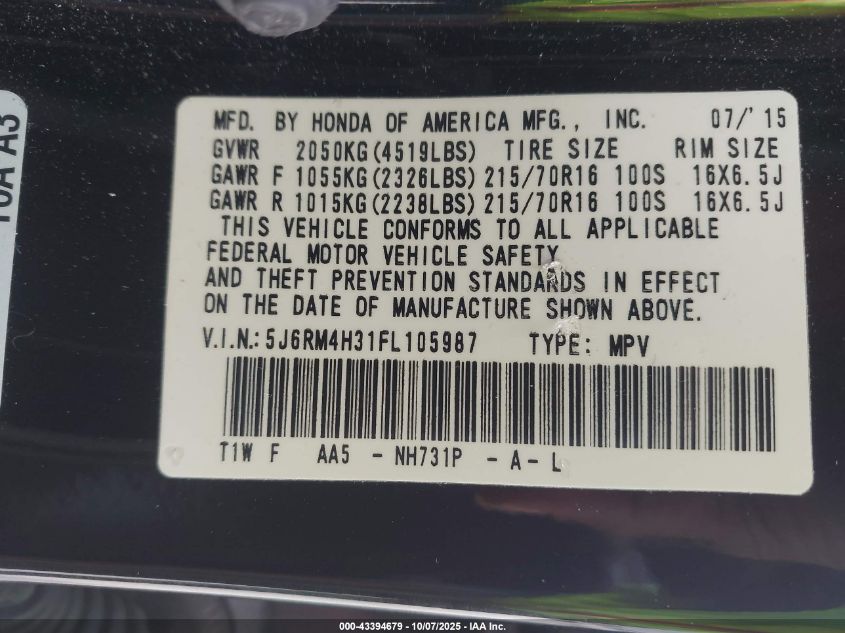 MFD. BY HONDA OF AMERICA MFG., INC. 07/'15
GVWR 2050KG(4519LBS) TIRE SIZE RIM SIZE
GAWR F 1055KG(2326LBS) 215/70R16 100S 16X6.5J
GAWR R 1015KG(2238LBS) 215/70R16 100S 16X6.5J
THIS VEHICLE CONFORMS TO ALL APPLICABLE
FEDERAL MOTOR VEHICLE SAFETY
AND THEFT PREVENTION STANDARDS IN EFFECT
ON THE DATE OF MANUFACTURE SHOWN ABOVE.
V.I.N.:5J6RM4H31FL105987 TYPE: MPV
T1W F AA5 - NH731P - A- L
000-43394679 - 10/07/2025 - IAA Inc.